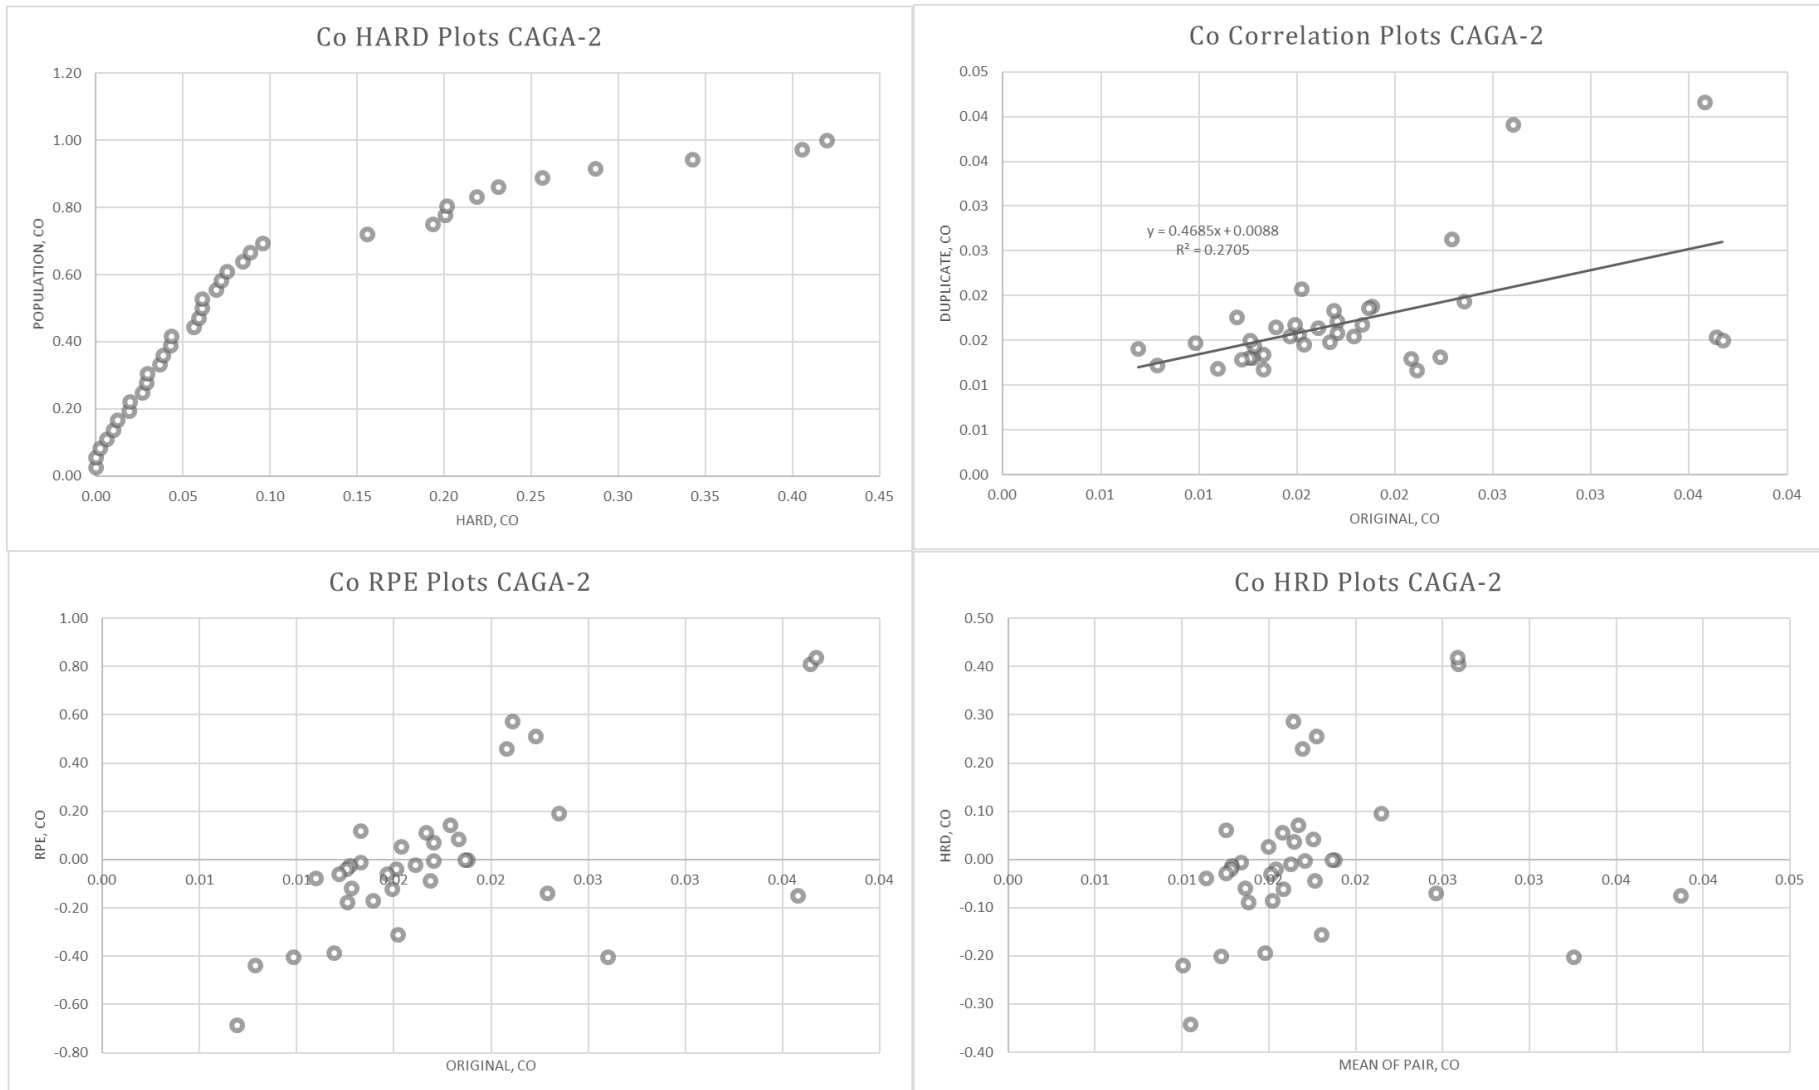 Co HARD Plots CAGA-2
1.20
1.00
0.80
0.60
0.40
0.20
0.00
POPULATION, CO
0.00 0.05 0.10 0.15 0.20 0.25 0.30 0.35 0.40 0.45
HARD, CO
Co Correlation Plots CAGA-2
0.05
0.04
0.04
0.03
0.03
0.02
0.02
0.01
0.01
0.00
DUPLICATE, CO
y = 0.4685x + 0.0088
R² = 0.2705
0.00 0.01 0.01 0.02 0.02 0.03 0.03 0.04 0.04
ORIGINAL, CO
Co RPE Plots CAGA-2
1.00
0.80
0.60
0.40
0.20
0.00
-0.20
-0.40
-0.60
-0.80
RPE, CO
0.00 0.01 0.01 0.02 0.02 0.03 0.03 0.04 0.04
ORIGINAL, CO
Co HRD Plots CAGA-2
0.50
0.40
0.30
0.20
0.10
0.00
-0.10
-0.20
-0.30
-0.40
HRD, CO
0.00 0.01 0.01 0.02 0.02 0.03 0.03 0.04 0.04 0.05
MEAN OF PAIR, CO